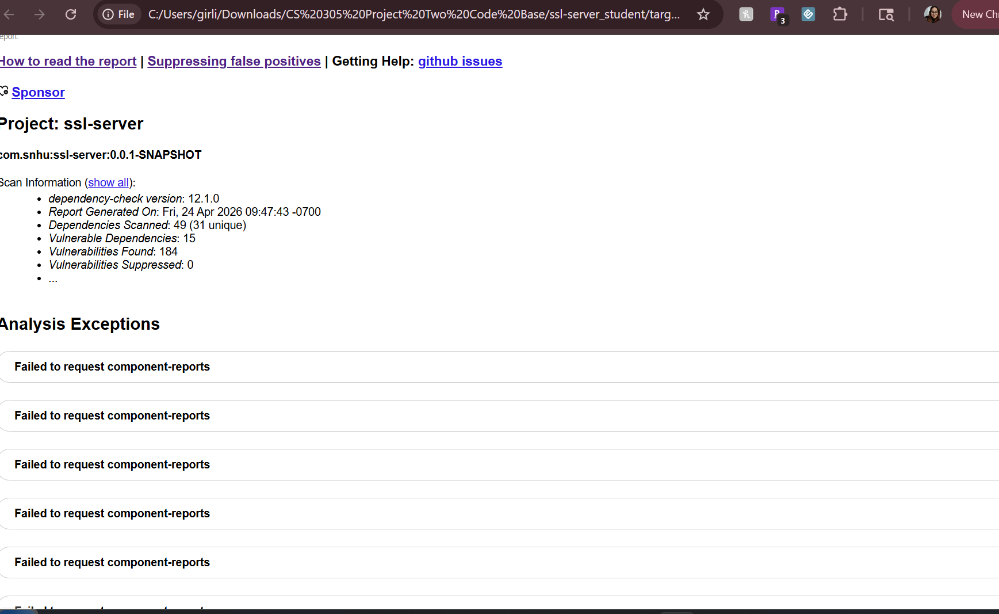 File C:/Users/girli/Downloads/CS%20305%20Project%20Two%20Code%20Base/ssl-server_student/targ... 3 New Ch
eport.
How to read the report | Suppressing false positives | Getting Help: github issues
Sponsor
Project: ssl-server
com.snhu:ssl-server:0.0.1-SNAPSHOT
Scan Information (show all):
• dependency-check version: 12.1.0
• Report Generated On: Fri, 24 Apr 2026 09:47:43 -0700
• Dependencies Scanned: 49 (31 unique)
• Vulnerable Dependencies: 15
• Vulnerabilities Found: 184
• Vulnerabilities Suppressed: 0
• ...
Analysis Exceptions
Failed to request component-reports
Failed to request component-reports
Failed to request component-reports
Failed to request component-reports
Failed to request component-reports